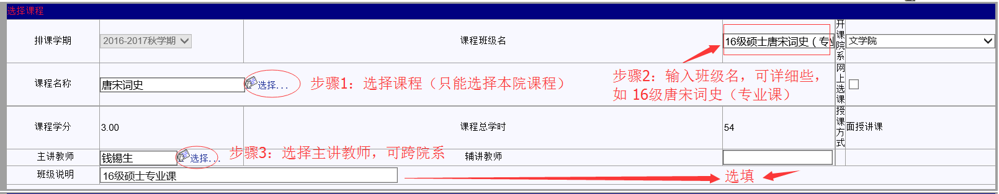 选择课程
排课学期
2016-2017秋学期
课程班级名
16级硕士唐宋词史（专业
开课院系
文学院
课程名称
唐宋词史
选择...
步骤1：选择课程（只能选择本院课程）
步骤2：输入班级名，可详细些，
如 16级唐宋词史（专业课）
网上选课
课程学分
3.00
课程总学时
54
授课方式
面授讲课
主讲教师
钱锡生
选择...
步骤3：选择主讲教师，可跨院系
辅讲教师
班级说明
16级硕士专业课
选填